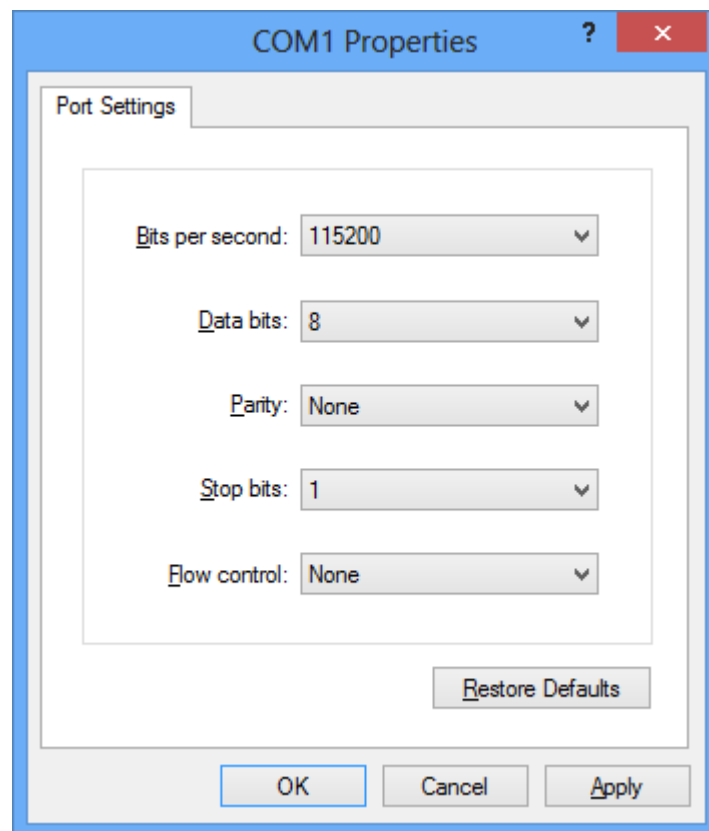 COM1 Properties ?
Port Settings
Bits per second: 115200
Data bits: 8
Parity: None
Stop bits: 1
Flow control: None
Restore Defaults
OK Cancel Apply